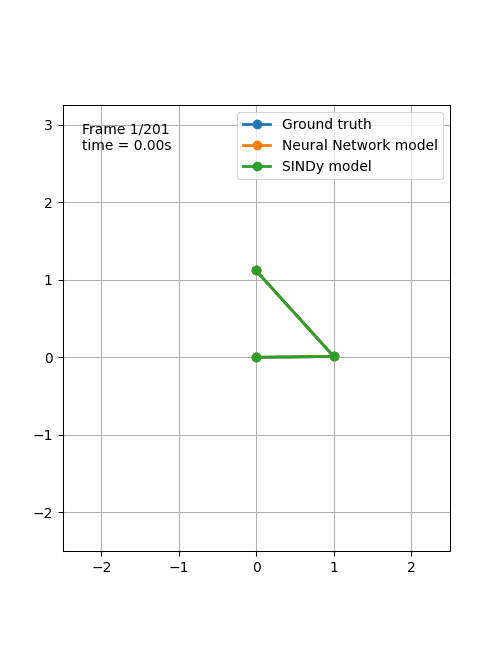 Frame 1/201
time = 0.00s
Ground truth
Neural Network model
SINDy model
3
2
1
0
−1
−2
−2
−1
0
1
2